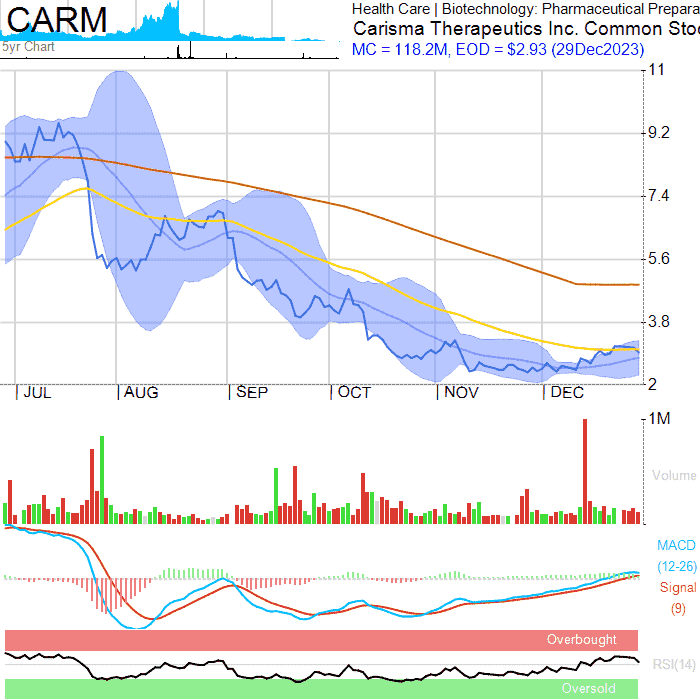 CARM
5yr Chart
Health Care | Biotechnology: Pharmaceutical Prepara
Carisma Therapeutics Inc. Common Stoc
MC = 118.2M, EOD = $2.93 (29Dec2023)
11
9.2
7.4
5.6
3.8
2
JUL AUG SEP OCT NOV DEC
1M
Volume
MACD
(12-26)
Signal
(9)
Overbought
RSI(14)
Oversold